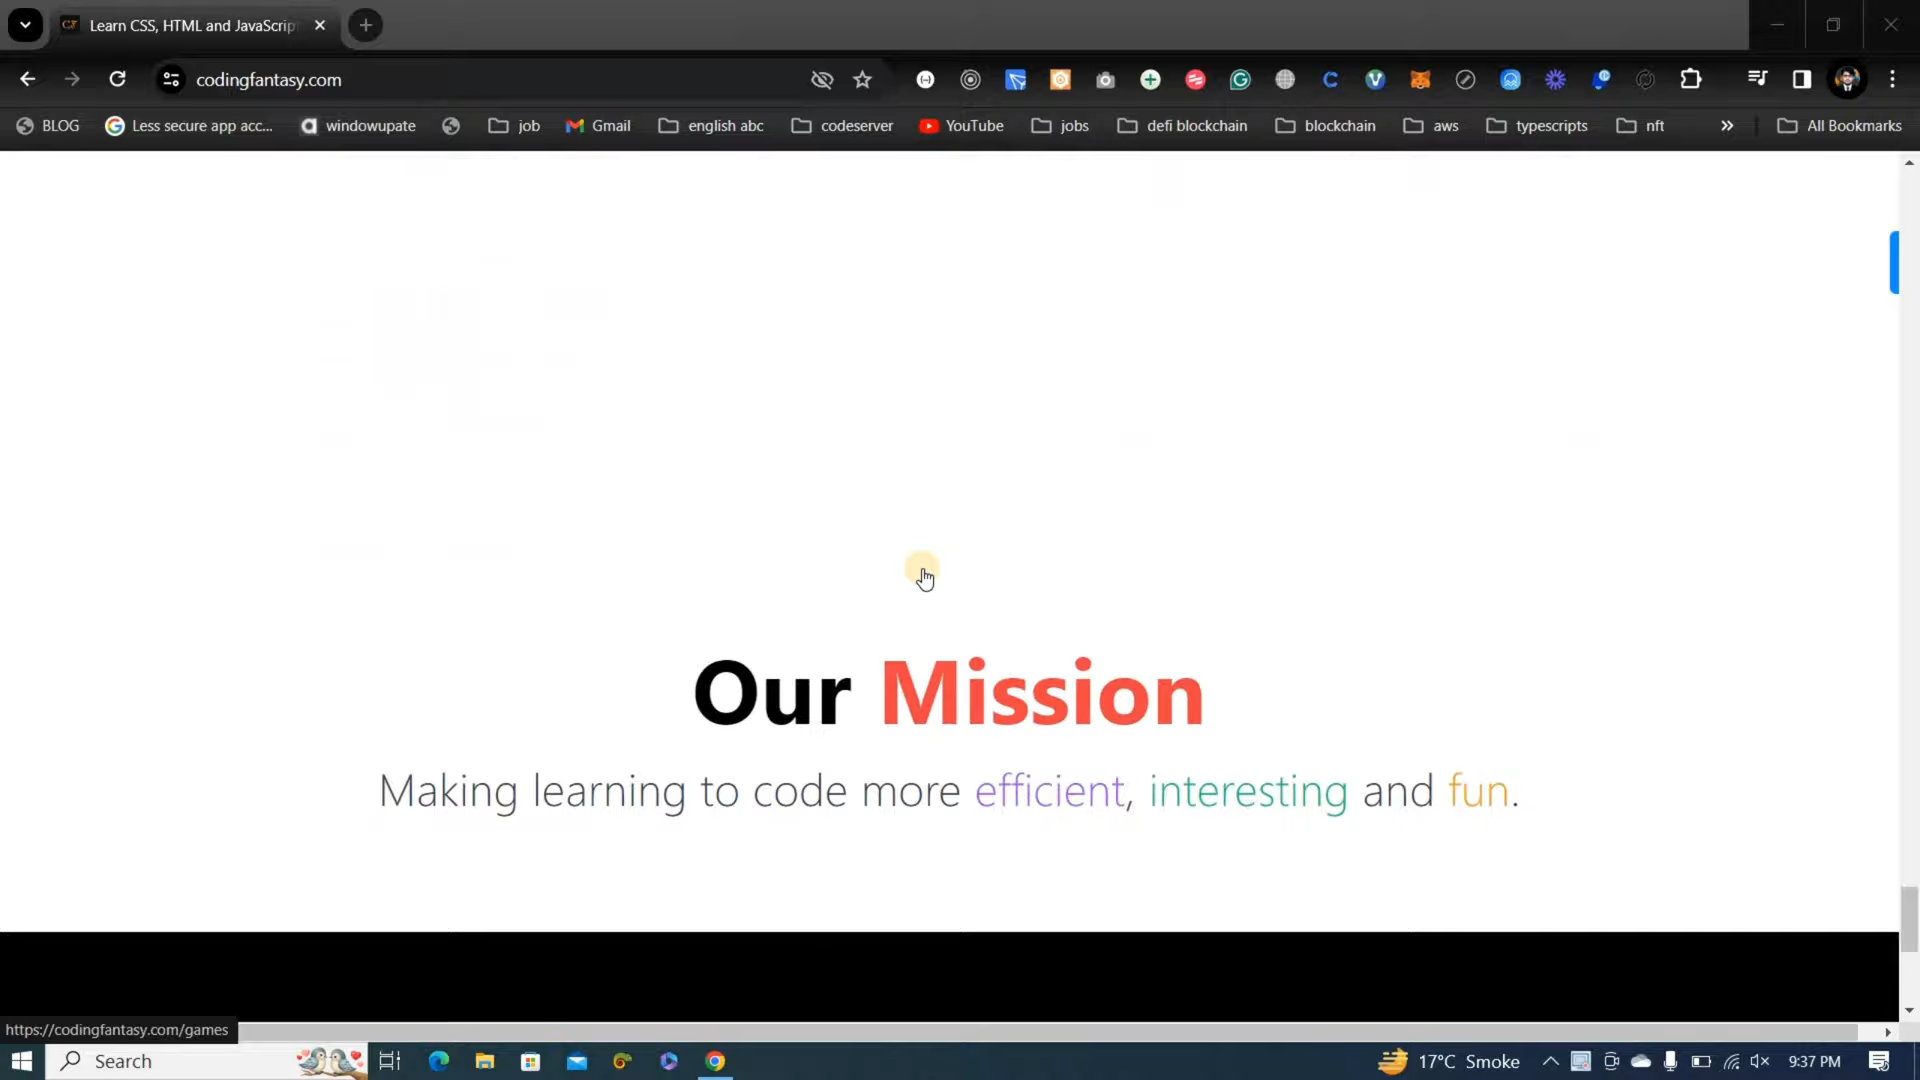 Learn CSS, HTML and JavaScrip
codingfantasy.com
BLOG
Less secure app acc...
windowupate
job
Gmail
english abc
codeserver
YouTube
jobs
defi blockchain
blockchain
aws
typescripts
nft
All Bookmarks
Our Mission
Making learning to code more efficient, interesting and fun.
https://codingfantasy.com/games
Search
17°C Smoke
9:37 PM